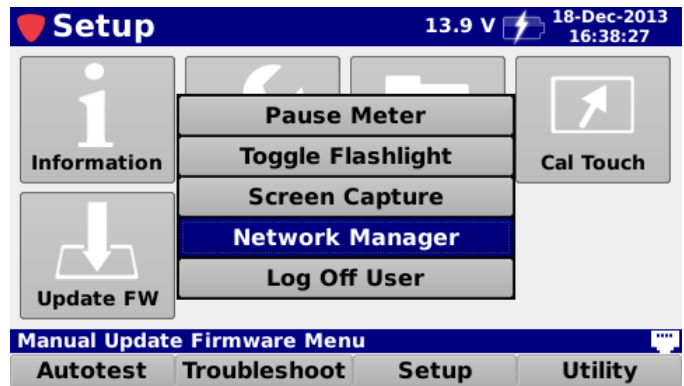 Setup
13.9 V
18-Dec-2013
16:38:27
Information
Cal Touch
Pause Meter
Toggle Flashlight
Screen Capture
Network Manager
Log Off User
Update FW
Manual Update Firmware Menu
Autotest
Troubleshoot
Setup
Utility